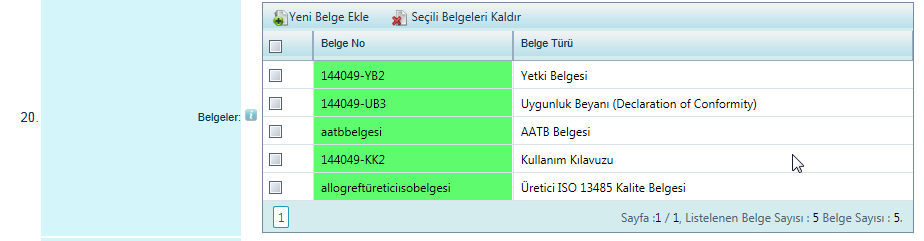 Yeni Belge Ekle Seçili Belgeleri Kaldır
Belge No Belge Türü
144049-YB2 Yetki Belgesi
144049-UB3 Uygunluk Beyanı (Declaration of Conformity)
20. Belgeler: i
aatbbelgesi AATB Belgesi
144049-KK2 Kullanım Kılavuzu
allogreftüreticiisobelgesi Üretici ISO 13485 Kalite Belgesi
1 Sayfa :1 / 1, Listelenen Belge Sayısı : 5 Belge Sayısı : 5.